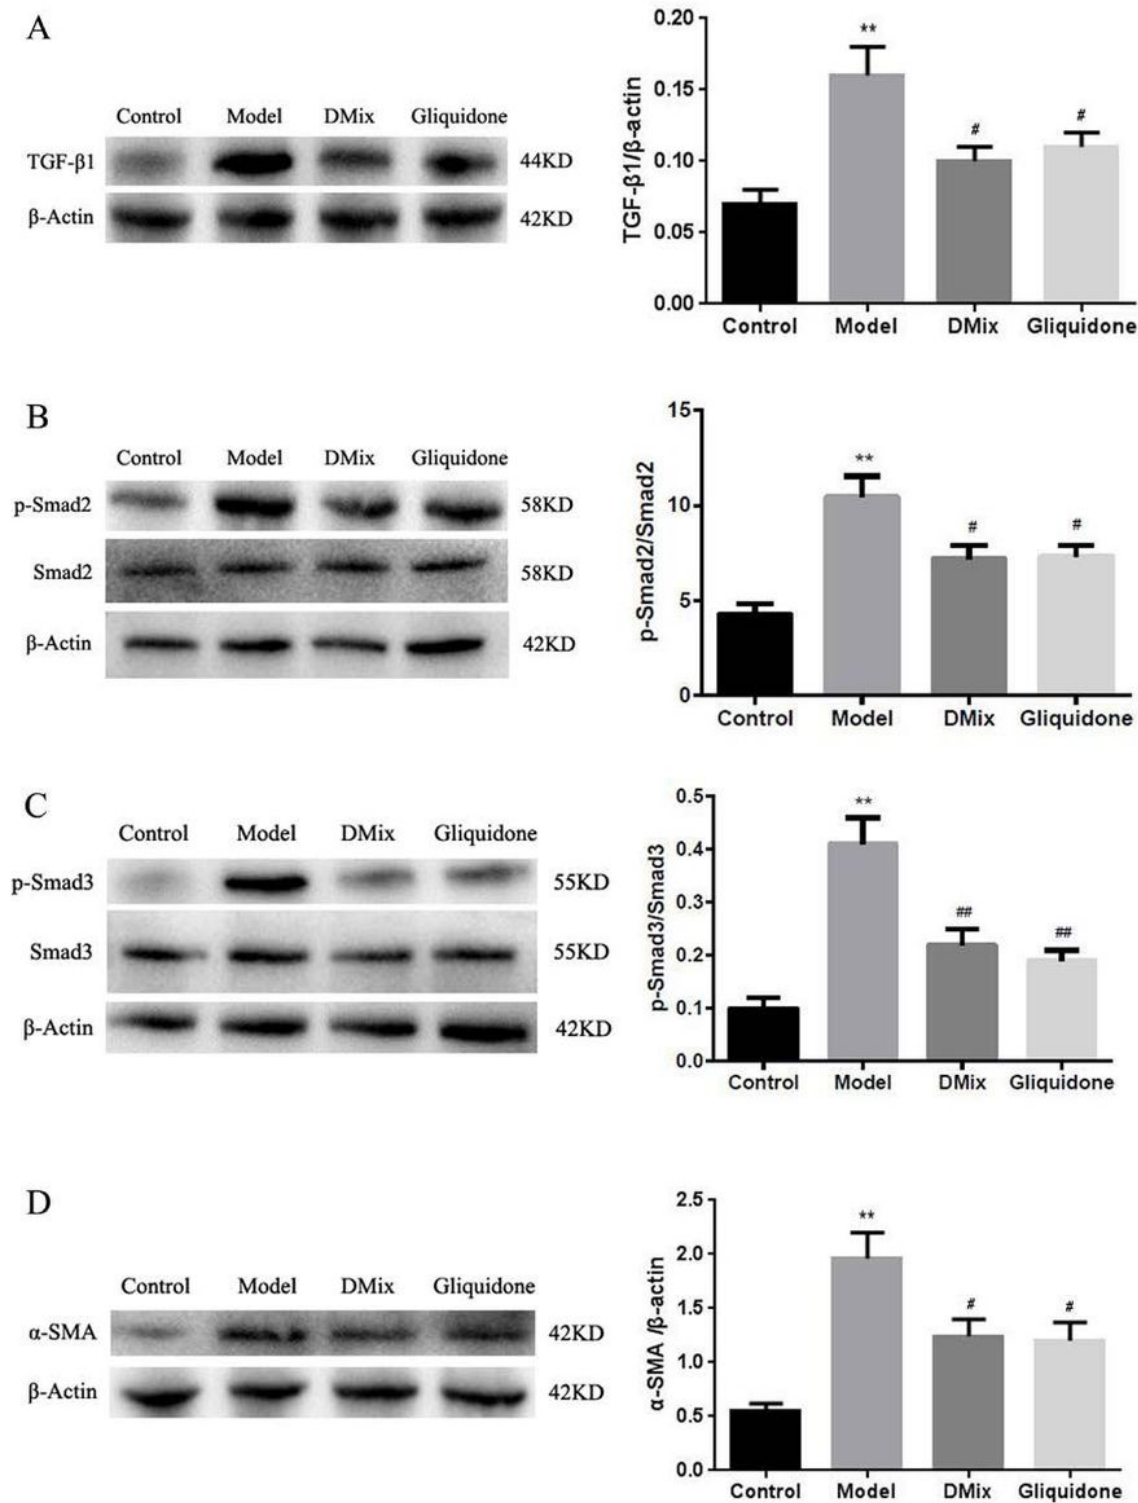 A
Control Model DMix Gliquidone
TGF-β1 44KD
β-Actin 42KD
TGF-β1/β-actin
0.20
0.15
0.10
0.05
0.00
**
#
#
Control Model DMix Gliquidone
B
Control Model DMix Gliquidone
p-Smad2 58KD
Smad2 58KD
β-Actin 42KD
p-Smad2/Smad2
15
10
5
0
**
#
#
Control Model DMix Gliquidone
C
Control Model DMix Gliquidone
p-Smad3 55KD
Smad3 55KD
β-Actin 42KD
p-Smad3/Smad3
0.5
0.4
0.3
0.2
0.1
0.0
**
##
##
Control Model DMix Gliquidone
D
Control Model DMix Gliquidone
α-SMA 42KD
β-Actin 42KD
α-SMA /β-actin
2.5
2.0
1.5
1.0
0.5
0.0
**
#
#
Control Model DMix Gliquidone